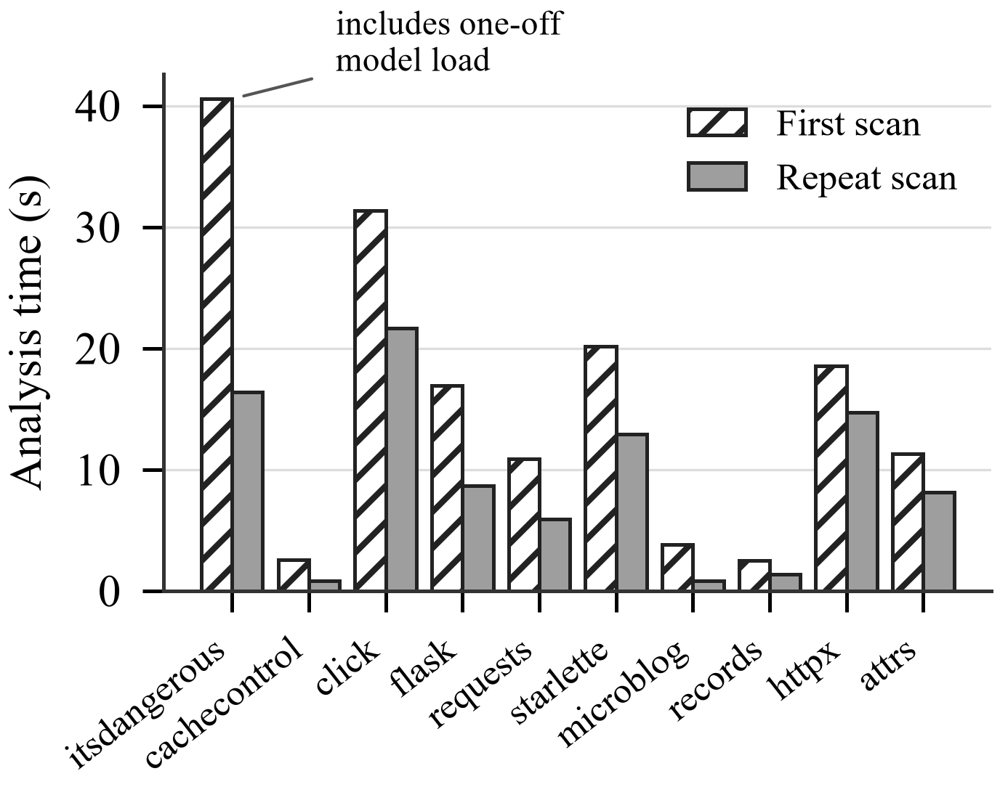 includes one-off
model load
First scan
Repeat scan
Analysis time (s)
40
30
20
10
0
itsdangerous
cachecontrol
click
flask
requests
starlette
microblog
records
httpx
attrs